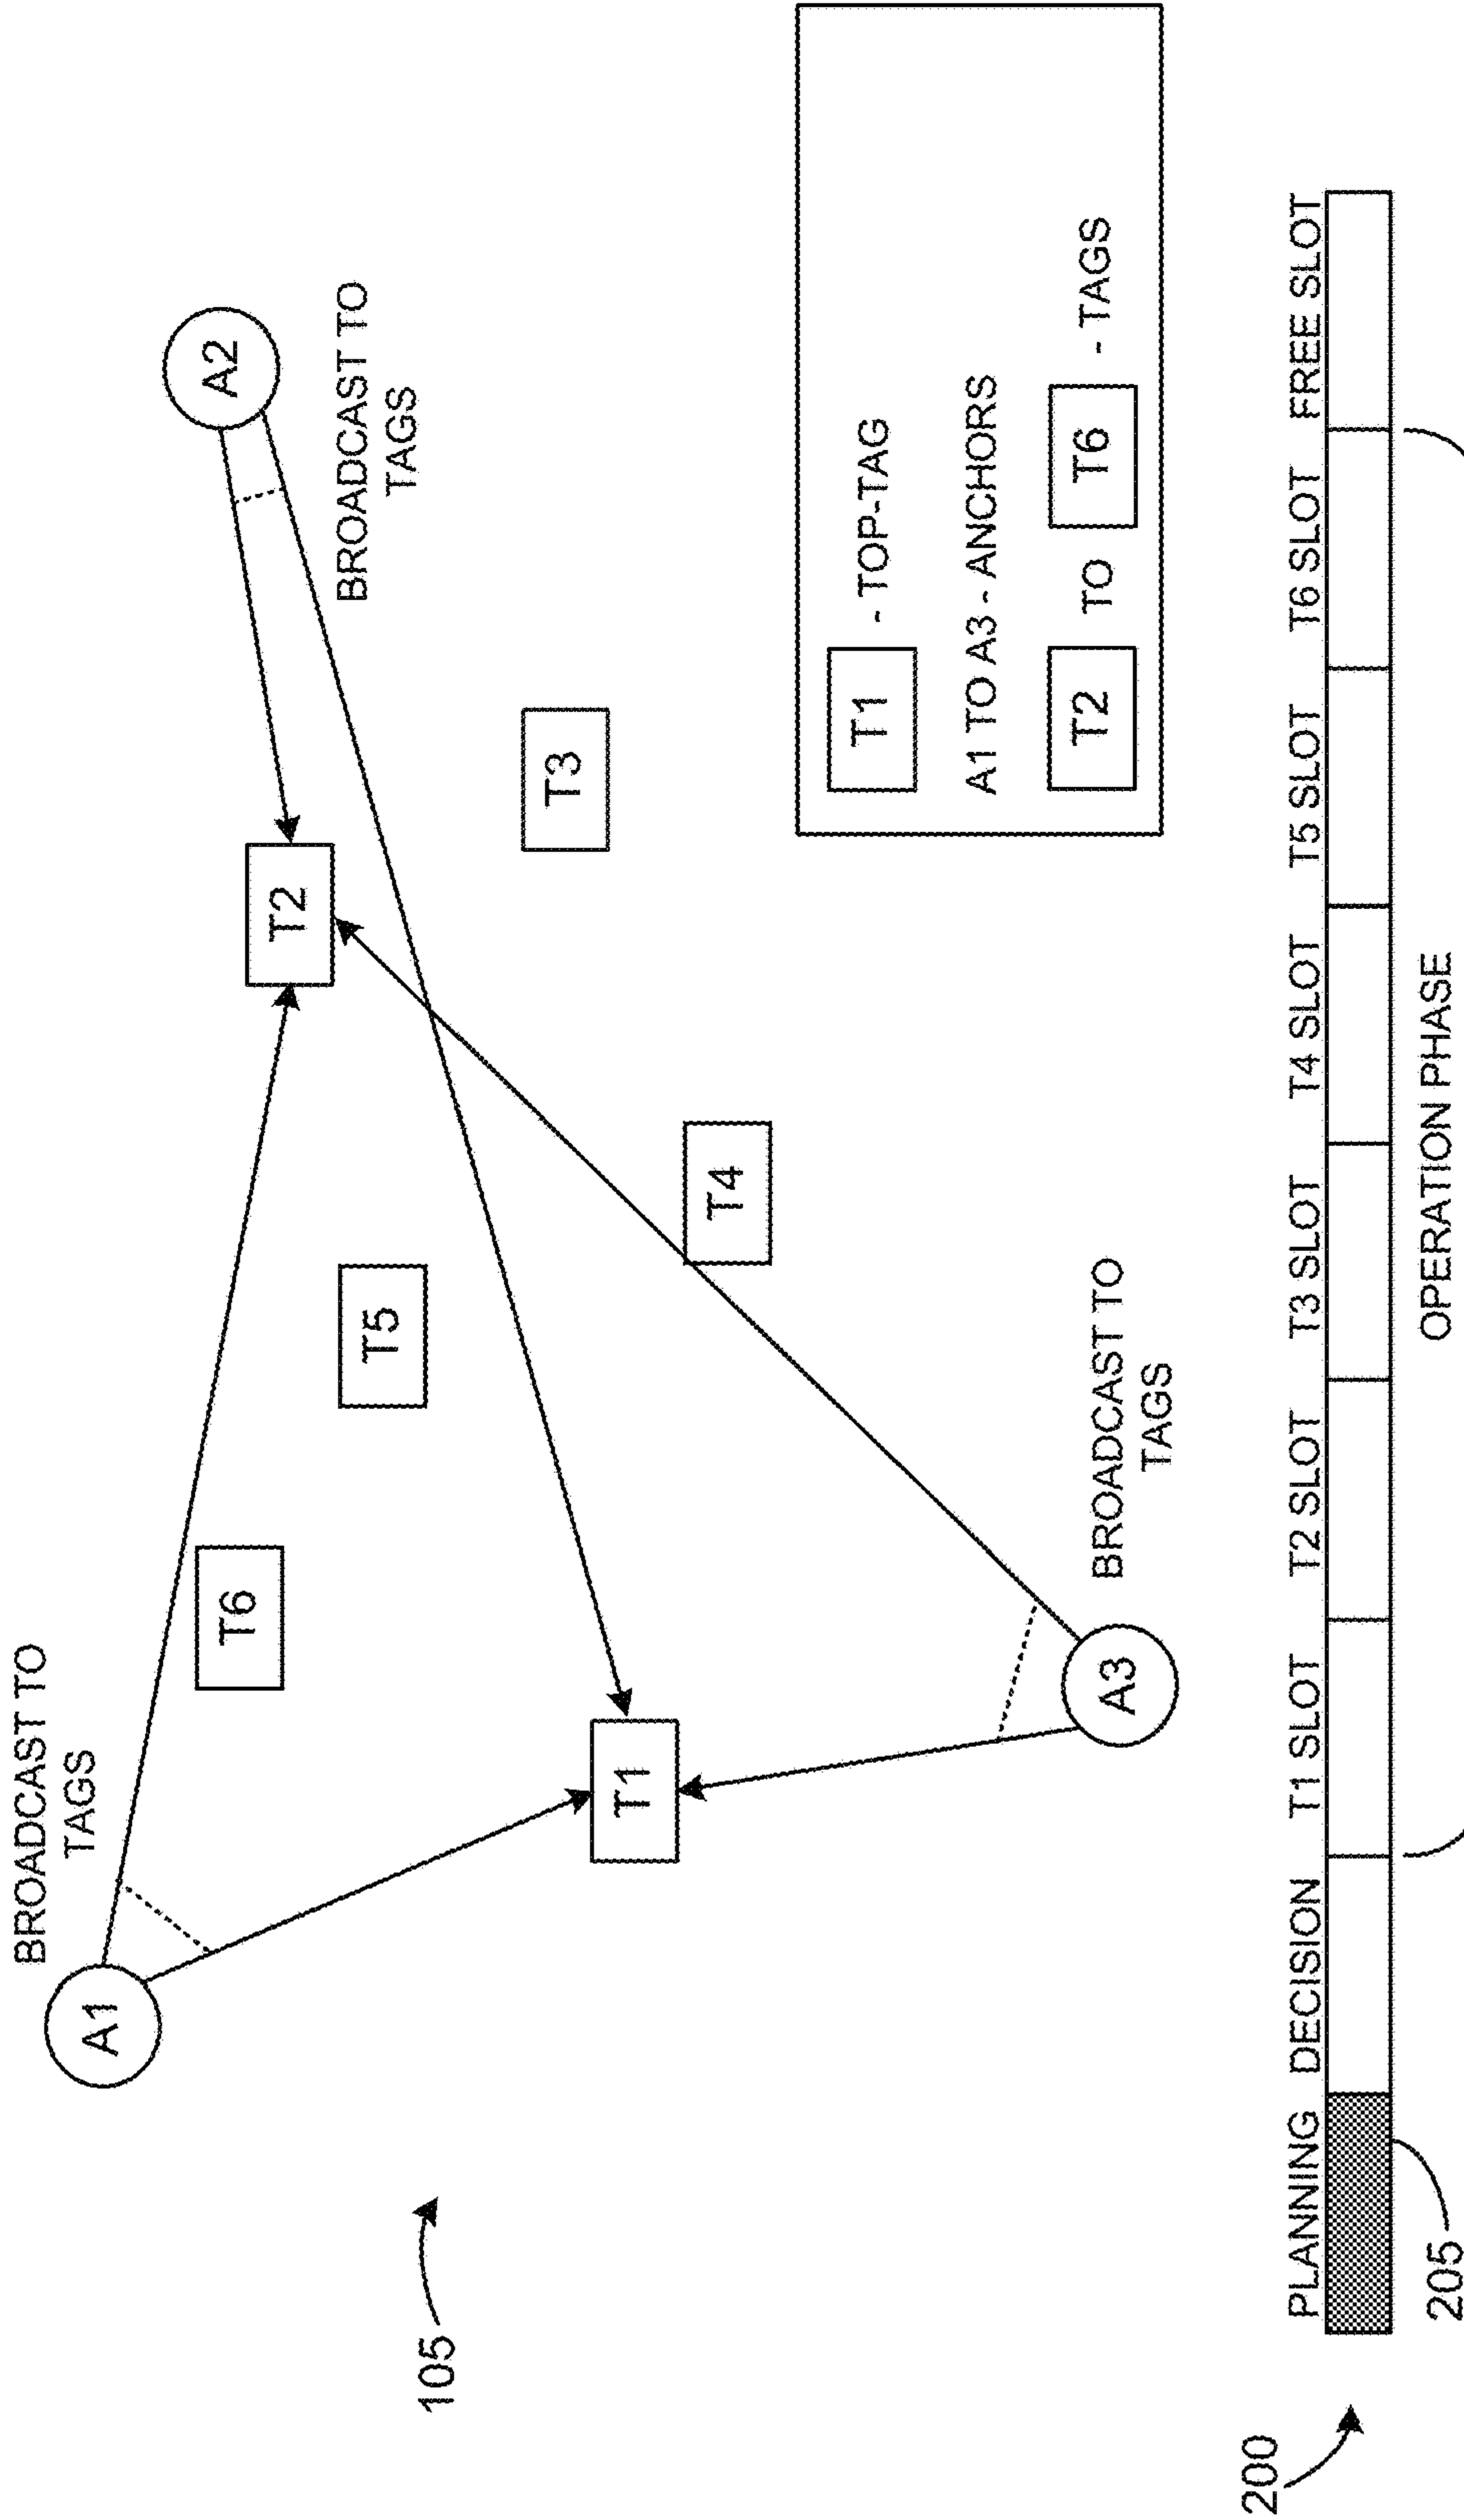 BROADCAST TO
TAGS
A1
A2
BROADCAST TO
TAGS
T6
T2
T5
T3
105
T1
T4
T1 - TOP-TAG
A1 TO A3 - ANCHORS
T2 TO T6 - TAGS
A3
BROADCAST TO
TAGS
200
PLANNING DECISION T1 SLOT T2 SLOT T3 SLOT T4 SLOT T5 SLOT T6 SLOT FREE SLOT
205
OPERATION PHASE